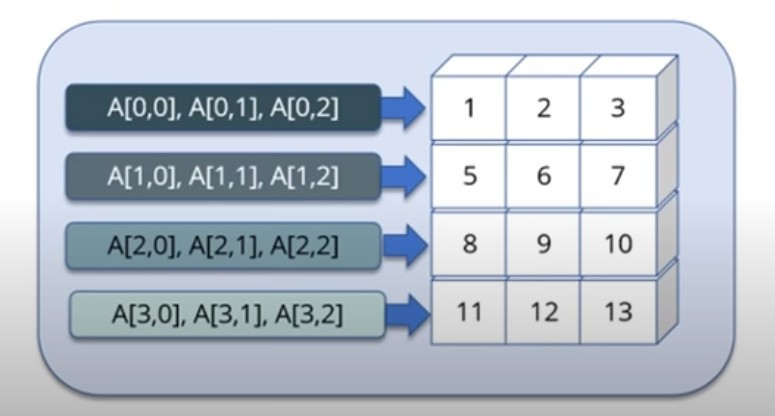 A[0,0], A[0,1], A[0,2] 1 2 3
A[1,0], A[1,1], A[1,2] 5 6 7
A[2,0], A[2,1], A[2,2] 8 9 10
A[3,0], A[3,1], A[3,2] 11 12 13